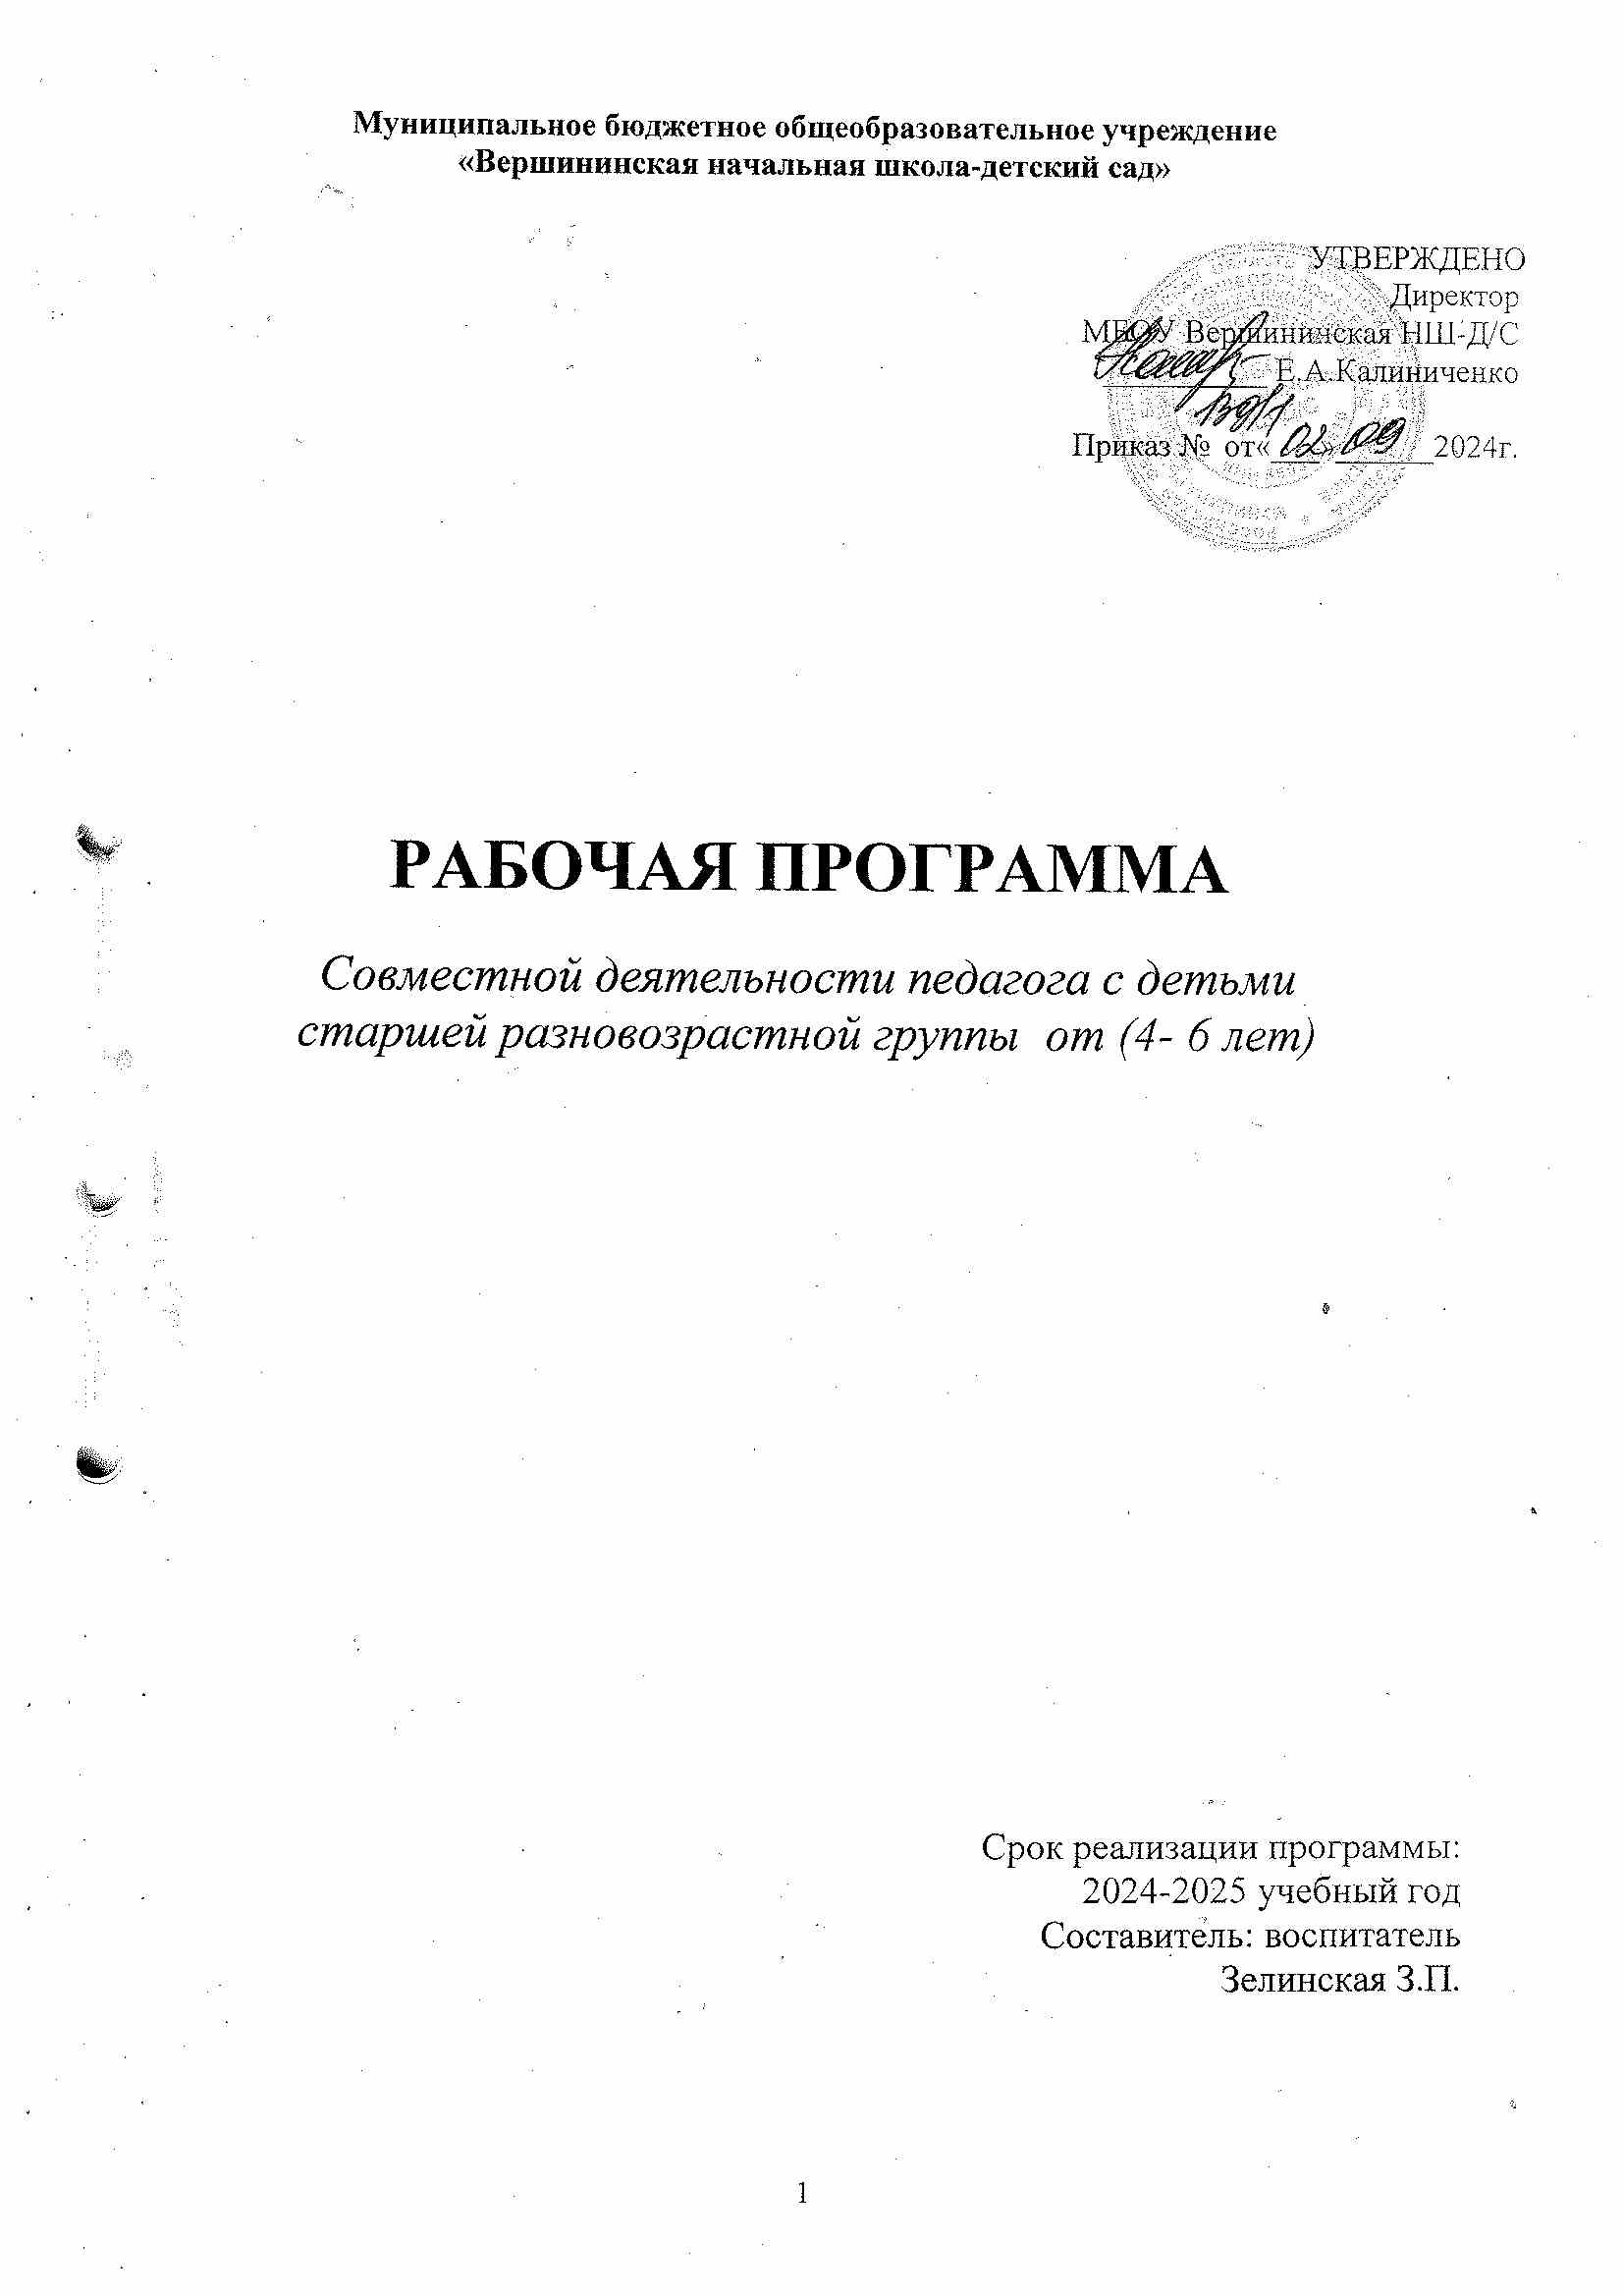 Муниципальное бюджетное общеобразовательное учреждение
«Вершининская начальная школа-детский сад»
УТВЕРЖДЕНО
Директор
МБОУ Вершининская НШ-Д/С
Е.А.Калиниченко
Приказ № от« 02 » 09 2024г.
РАБОЧАЯ ПРОГРАММА
Совместной деятельности педагога с детьми
старшей разновозрастной группы от (4- 6 лет)
Срок реализации программы:
2024-2025 учебный год
Составитель: воспитатель
Зелинская З.П.
1